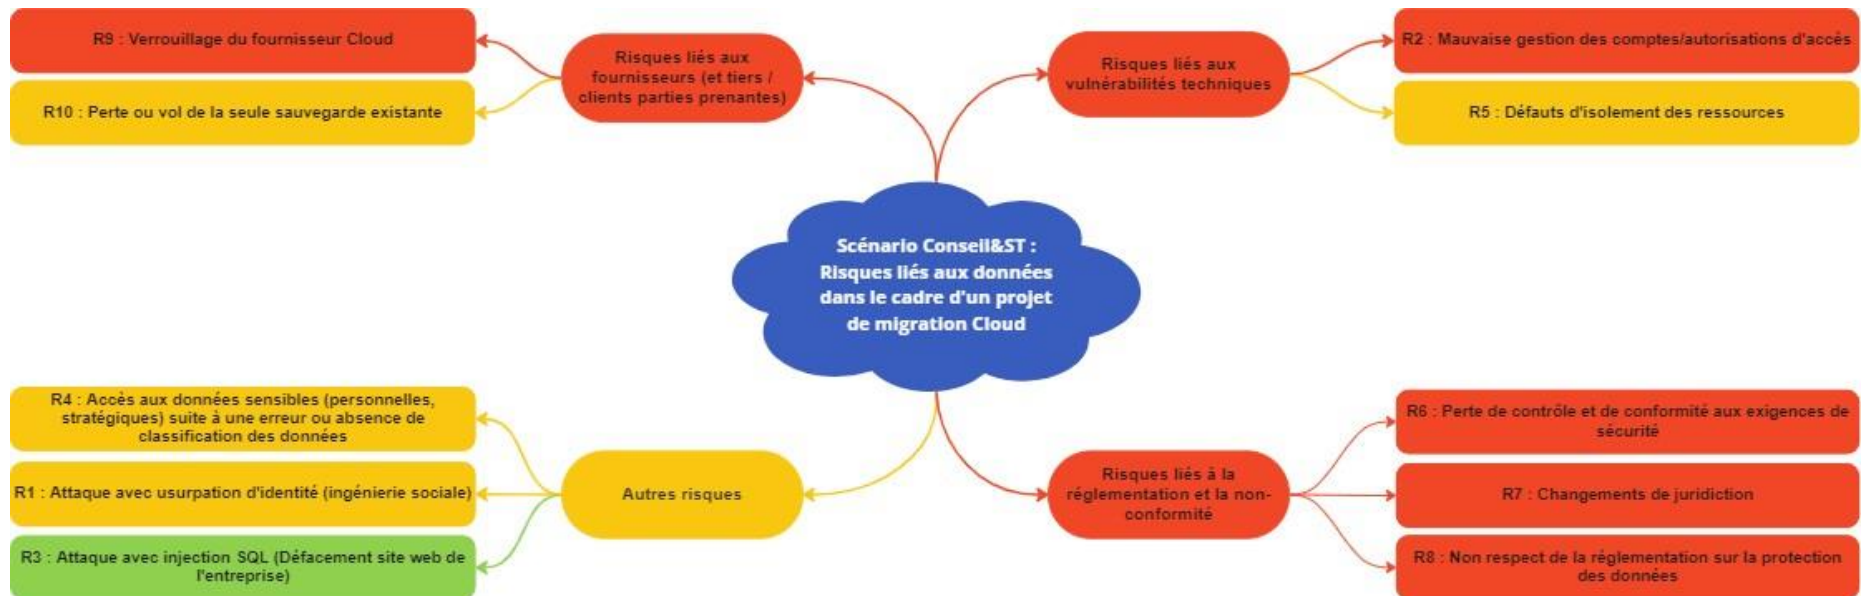 R9 : Verrouillage du fournisseur Cloud
R10 : Perte ou vol de la seule sauvegarde existante
Risques liés aux
fournisseurs (et tiers /
clients parties prenantes)
Risques liés aux
vulnérabilités techniques
R2 : Mauvaise gestion des comptes/autorisations d'accès
R5 : Défauts d'isolement des ressources
Scénario Conseil&ST :
Risques liés aux données
dans le cadre d'un projet
de migration Cloud
R4 : Accès aux données sensibles (personnelles,
stratégiques) suite à une erreur ou absence de
classification des données
R1 : Attaque avec usurpation d'identité (ingénierie sociale)
R3 : Attaque avec injection SQL (Défacement site web de
l'entreprise)
Autres risques
Risques liés à la
réglementation et la non-
conformité
R6 : Perte de contrôle et de conformité aux exigences de
sécurité
R7 : Changements de juridiction
R8 : Non respect de la réglementation sur la protection
des données